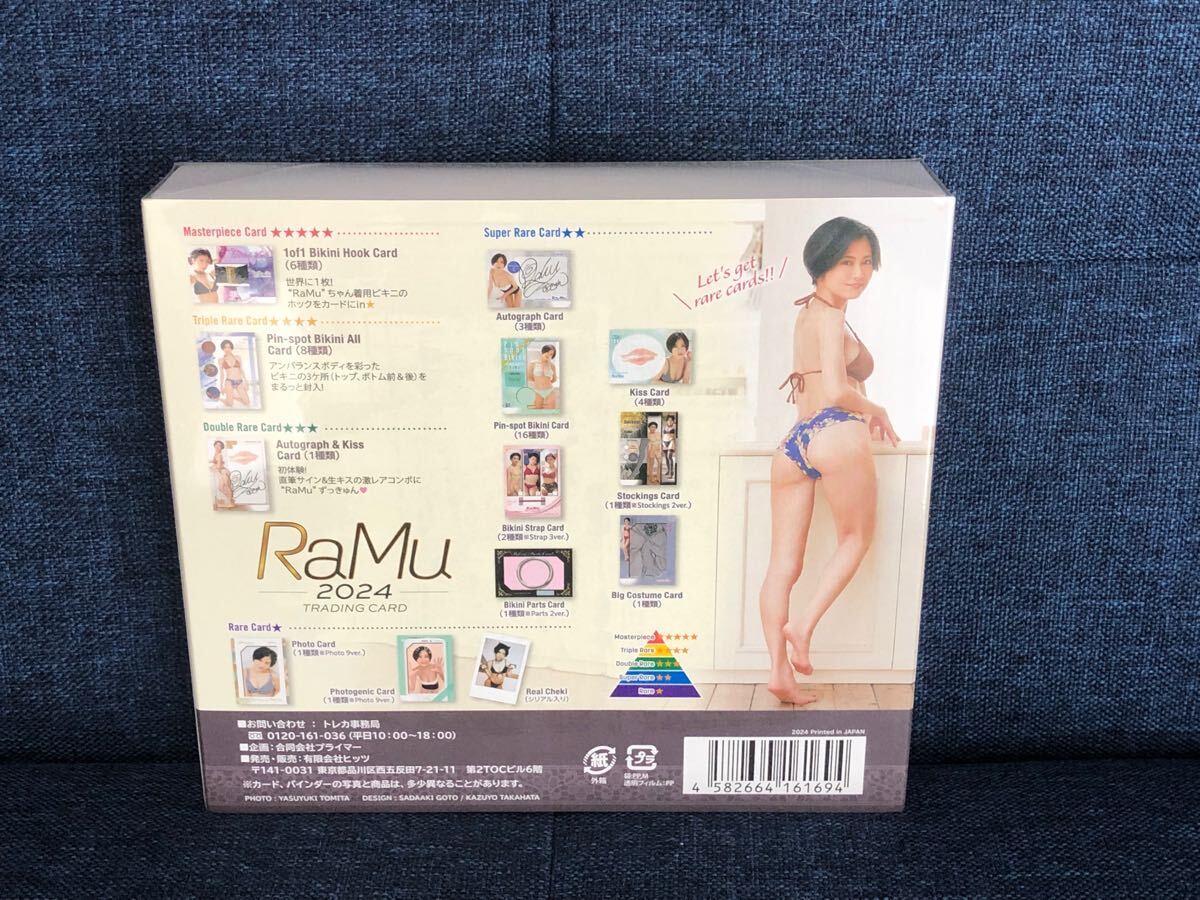 Masterpiece Card ★★★★★
1of1 Bikini Hook Card
(6種類)
世界に1枚!
"RaMu"ちゃん着用ビキニの
ホックをカードにin★
Triple Rare Card ★★★★
Pin-spot Bikini All
Card (8種類)
アンバランスボディを彩った
ビキニの3ケ所(トップ、ボトム前&後)を
まるっと封入!
Double Rare Card ★★★
Autograph & Kiss
Card (1種類)
初体験!
直筆サイン&生キスの激レアコンボに
"RaMu"ずっきゅん♥
RaMu
2024
TRADING CARD
Super Rare Card★★
Autograph Card
(3種類)
PIN
SPOT
BIKINI
Pin-spot Bikini Card
(16種類)
Bikini Strap Card
(2種類※Strap 3ver.)
Bikini Parts Card
(1種類※Parts 2ver.)
Kiss Card
(4種類)
Stockings Card
(1種類※Stockings 2ver.)
Big Costume Card
(1種類)
Let's get
rare cards!!
Rare Card★
Photo Card
(1種類※Photo 9ver.)
Photogenic Card
(1種類※Photo 9ver.)
Real Cheki
(シリアル入り)
Masterpiece ★★★★★
Triple Rare ★★★★
Double Rare ★★★
Super Rare ★★
Rare ★
■お問い合わせ : トレカ事務局
0120-161-036 (平日10:00〜18:00)
■企画:合同会社プライマー
■発売・販売:有限会社ヒッツ
〒141-0031 東京都品川区西五反田7-21-11 第2TOCビル6階
※カード、バインダーの写真と商品は、多少異なることがあります。
PHOTO : YASUYUKI TOMITA DESIGN : SADAAKI GOTO / KAZUYO TAKAHATA
紙
外箱
プラ
袋:PP,M
透明フィルム:PP
2024 Printed in JAPAN
4 582664 161694